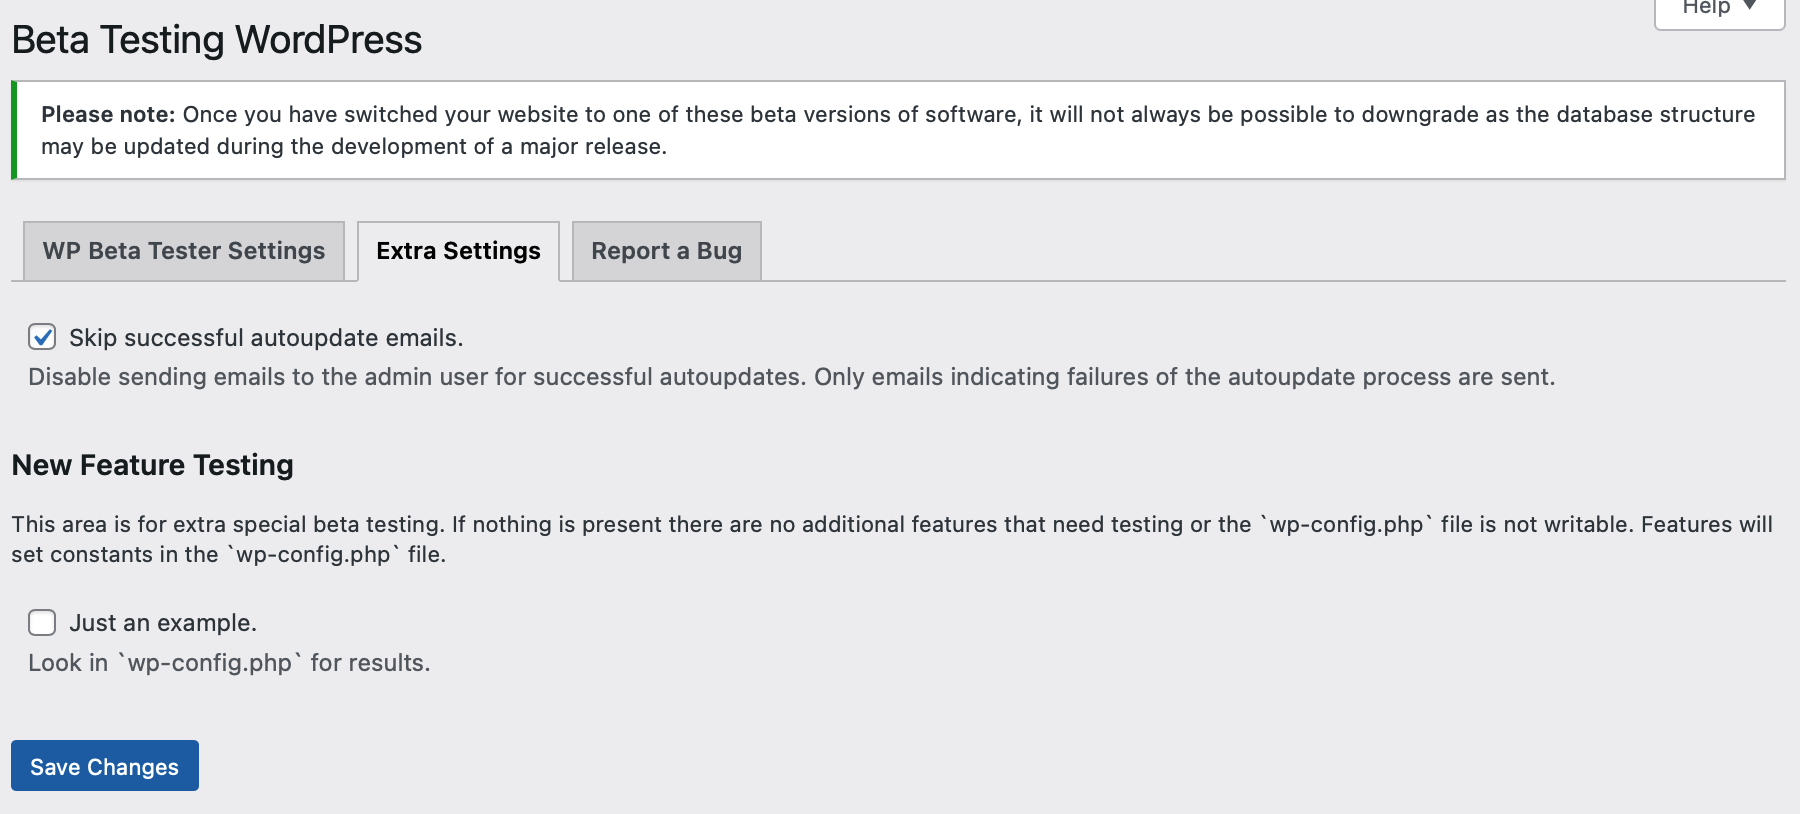 Help
Beta Testing WordPress
Please note: Once you have switched your website to one of these beta versions of software, it will not always be possible to downgrade as the database structure
may be updated during the development of a major release.
WP Beta Tester Settings
Extra Settings
Report a Bug
Skip successful autoupdate emails.
Disable sending emails to the admin user for successful autoupdates. Only emails indicating failures of the autoupdate process are sent.
New Feature Testing
This area is for extra special beta testing. If nothing is present there are no additional features that need testing or the `wp-config.php` file is not writable. Features will
set constants in the `wp-config.php` file.
Just an example.
Look in `wp-config.php` for results.
Save Changes